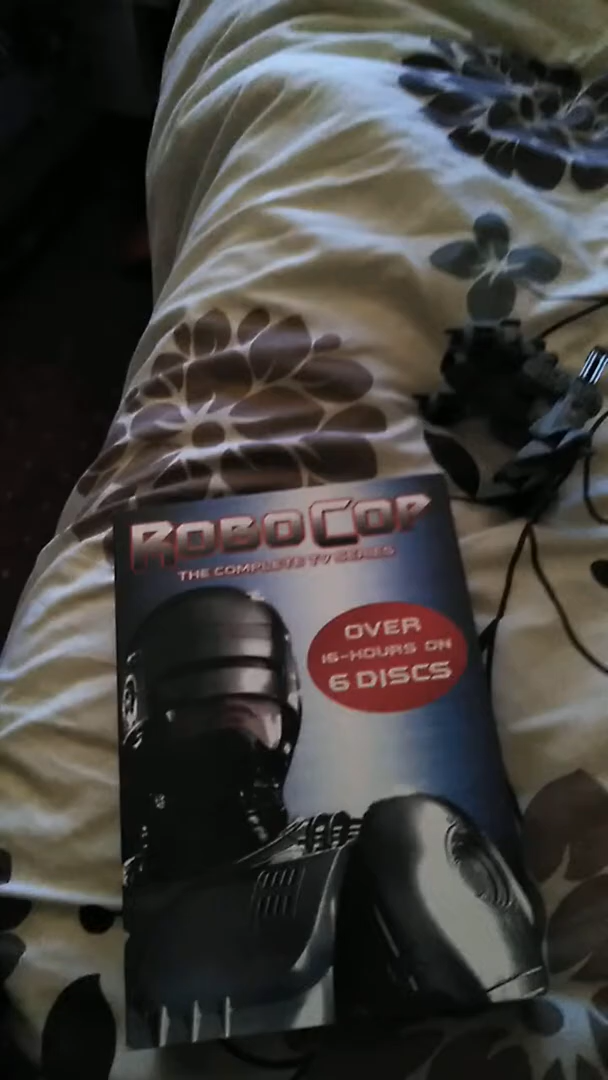 ROBOCOP
THE COMPLETE TV SERIES
OVER
16-HOURS ON
6 DISCS